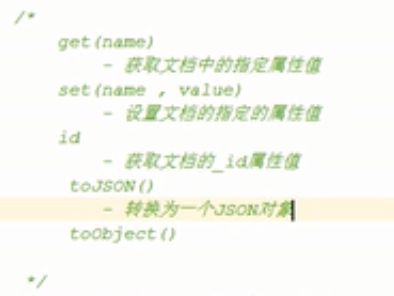 /*
get(name)
- 获取文档中的指定属性值
set(name , value)
- 设置文档的指定的属性值
id
- 获取文档的_id属性值
toJSON()
- 转换为一个JSON对象
toObject()
*/